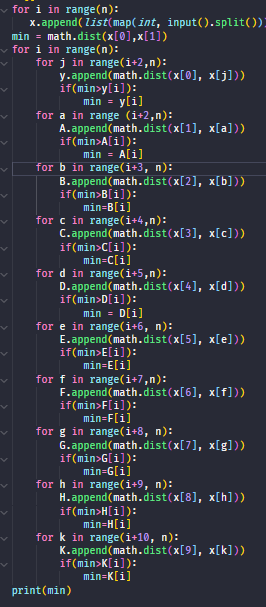 for i in range(n):
    x.append(list(map(int, input().split()))
min = math.dist(x[0],x[1])
for i in range(n):
    for j in range(i+2,n):
        y.append(math.dist(x[0], x[j]))
        if(min>y[i]):
            min = y[i]
    for a in range (i+2,n):
        A.append(math.dist(x[1], x[a]))
        if(min>A[i]):
            min = A[i]
    for b in range(i+3, n):
        B.append(math.dist(x[2], x[b]))
        if(min>B[i]):
            min=B[i]
    for c in range(i+4,n):
        C.append(math.dist(x[3], x[c]))
        if(min>C[i]):
            min=C[i]
    for d in range(i+5,n):
        D.append(math.dist(x[4], x[d]))
        if(min>D[i]):
            min = D[i]
    for e in range(i+6, n):
        E.append(math.dist(x[5], x[e]))
        if(min>E[i]):
            min=E[i]
    for f in range(i+7,n):
        F.append(math.dist(x[6], x[f]))
        if(min>F[i]):
            min=F[i]
    for g in range(i+8, n):
        G.append(math.dist(x[7], x[g]))
        if(min>G[i]):
            min=G[i]
    for h in range(i+9, n):
        H.append(math.dist(x[8], x[h]))
        if(min>H[i]):
            min=H[i]
    for k in range(i+10, n):
        K.append(math.dist(x[9], x[k]))
        if(min>K[i]):
            min=K[i]
print(min)